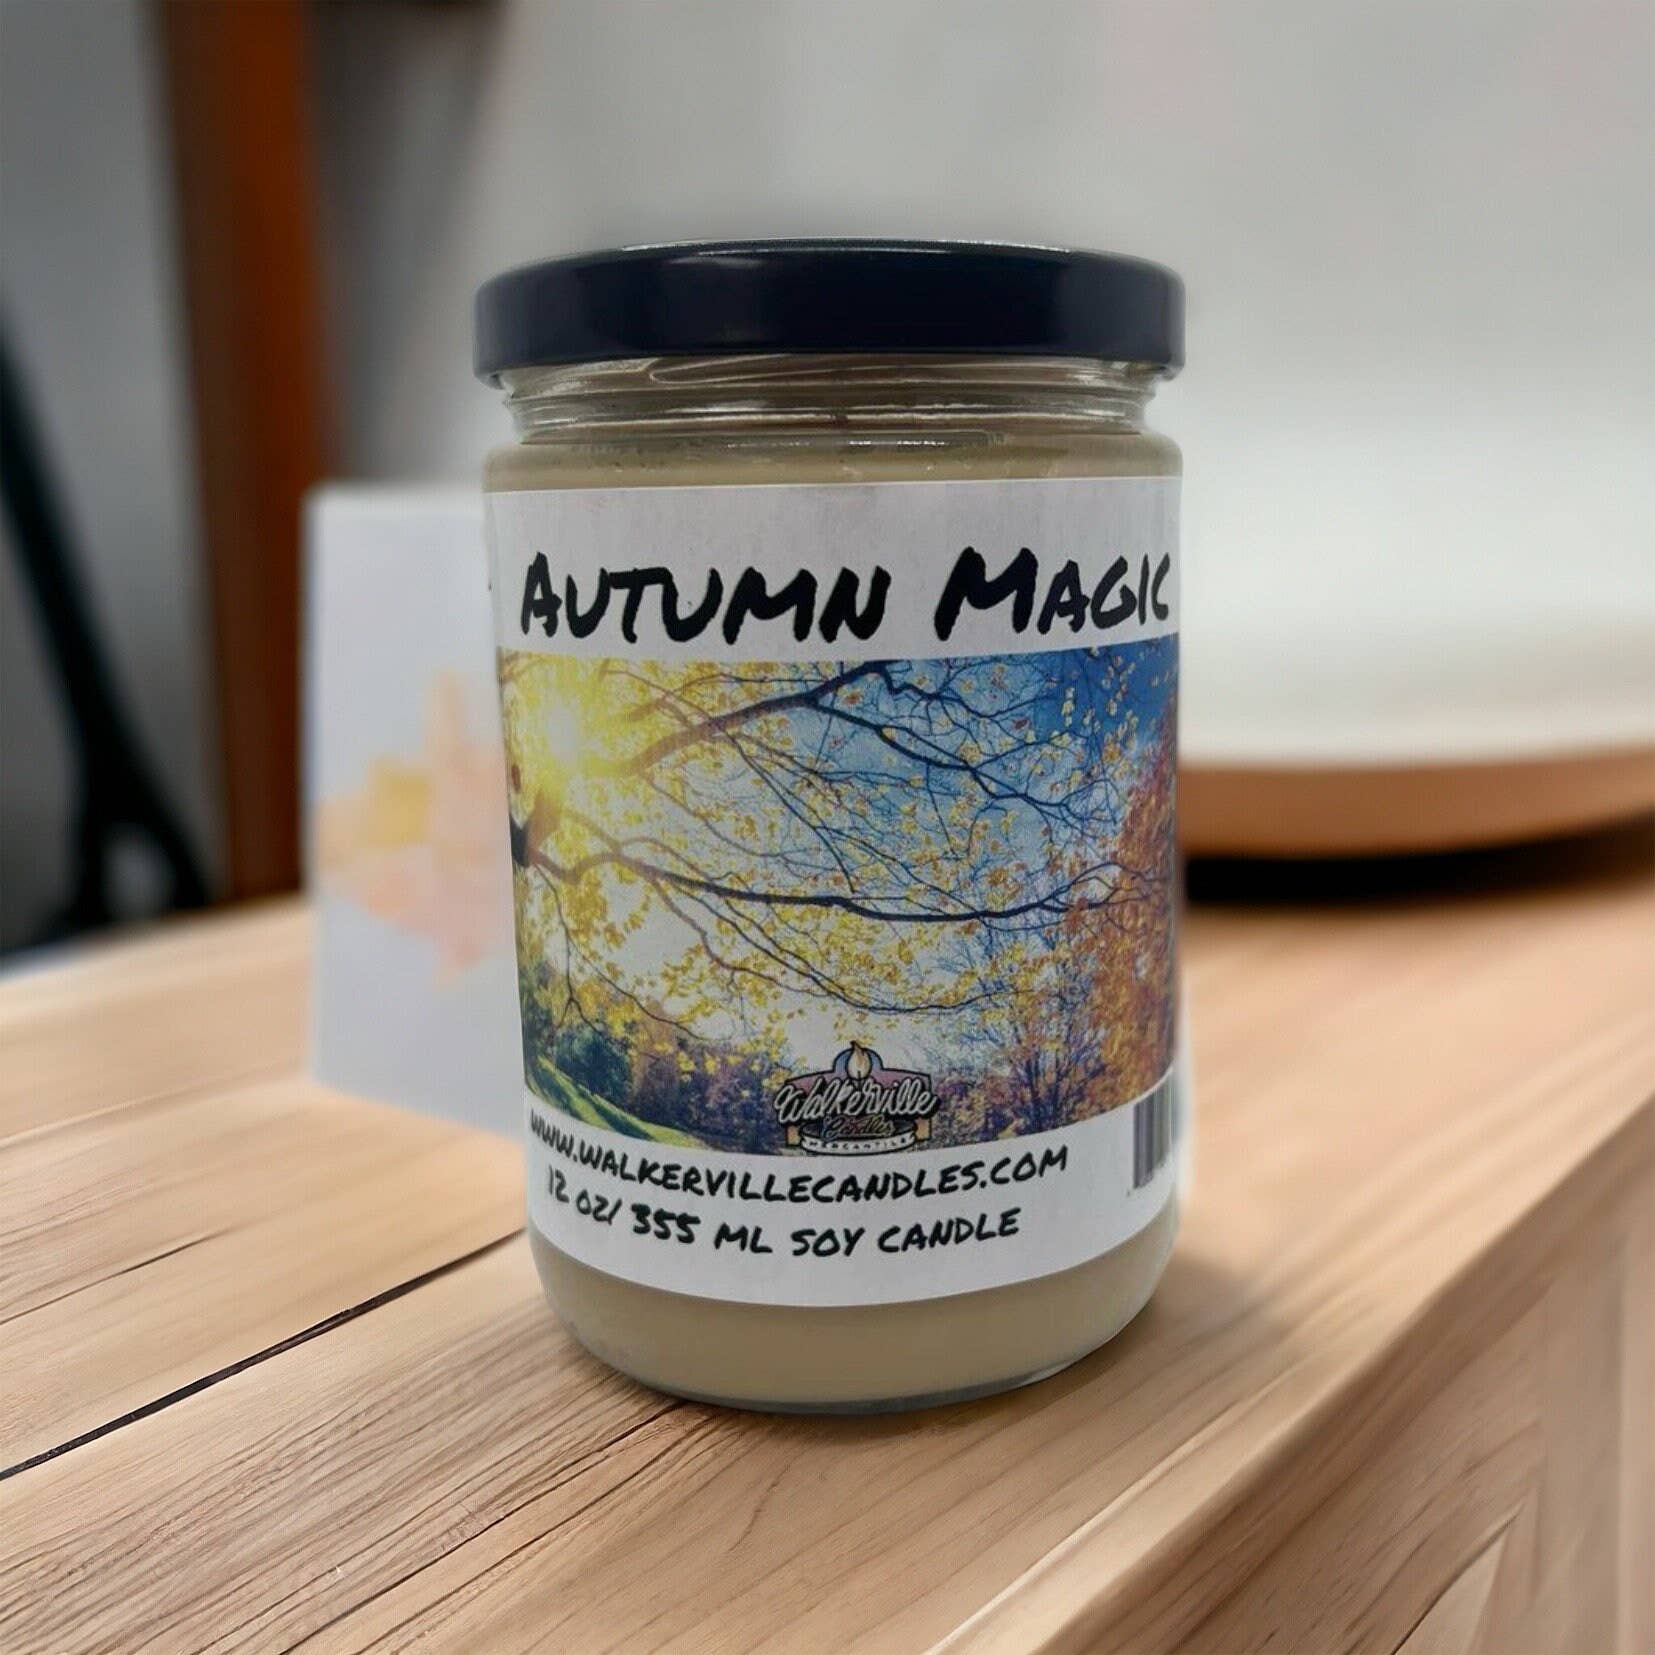 AUTUMN MAGIC
Walkerville
Candles
MERCANTILE
WWW.WALKERVILLECANDLES.COM
12 OZ/ 355 ML SOY CANDLE